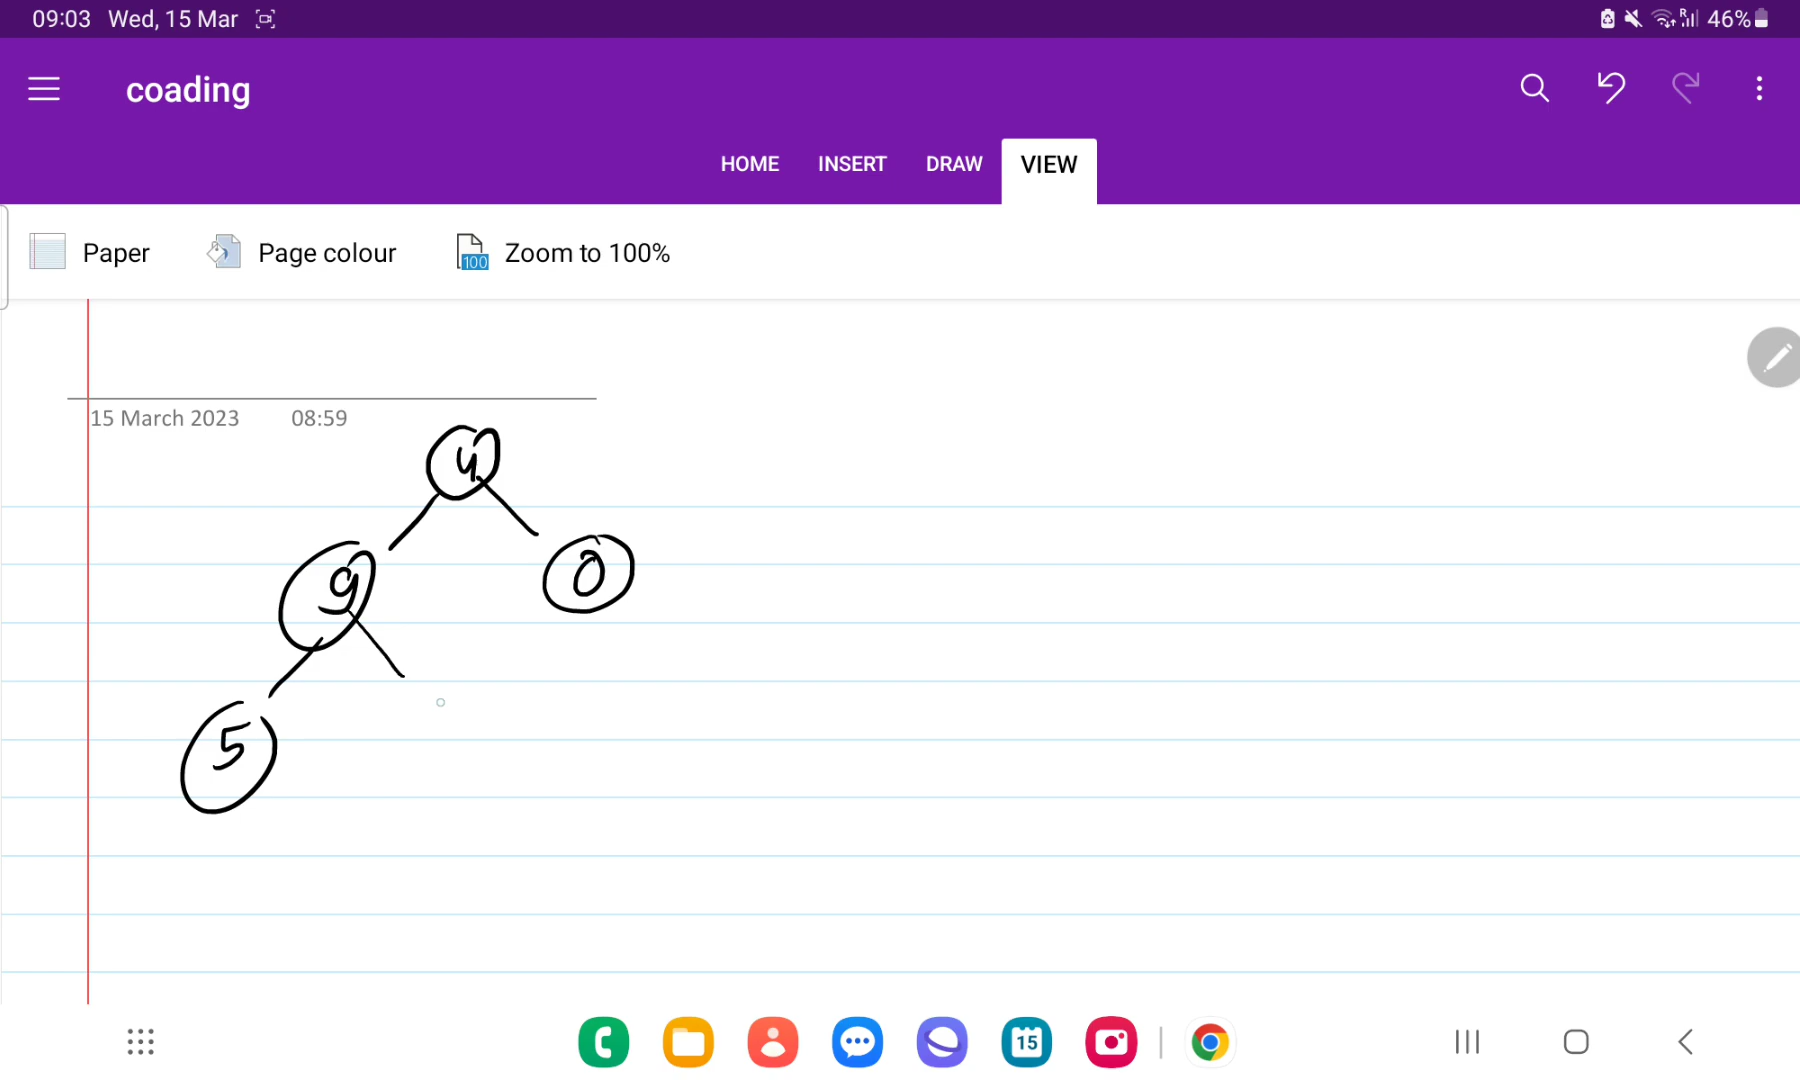 09:03 Wed, 15 Mar 46%
coading
HOME INSERT DRAW VIEW
Paper Page colour 100 Zoom to 100%
15 March 2023 08:59
4
9 0
5
15